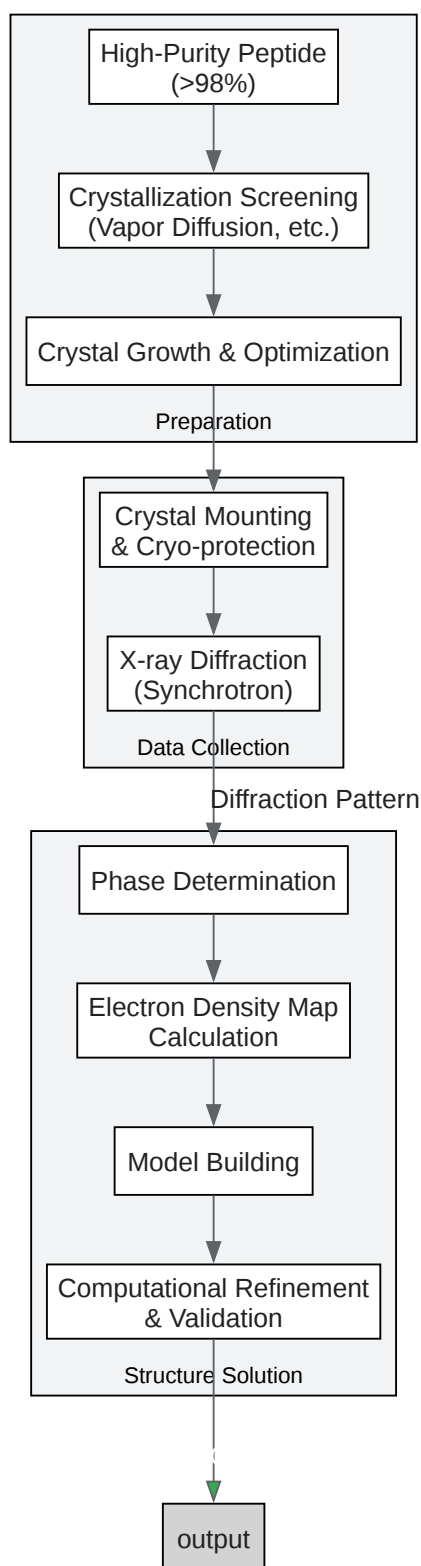 High-Purity Peptide
(>98%)
Crystallization Screening
(Vapor Diffusion, etc.)
Crystal Growth & Optimization
Preparation
Crystal Mounting
& Cryo-protection
X-ray Diffraction
(Synchrotron)
Data Collection
Diffraction Pattern
Phase Determination
Electron Density Map
Calculation
Model Building
Computational Refinement
& Validation
Structure Solution
output